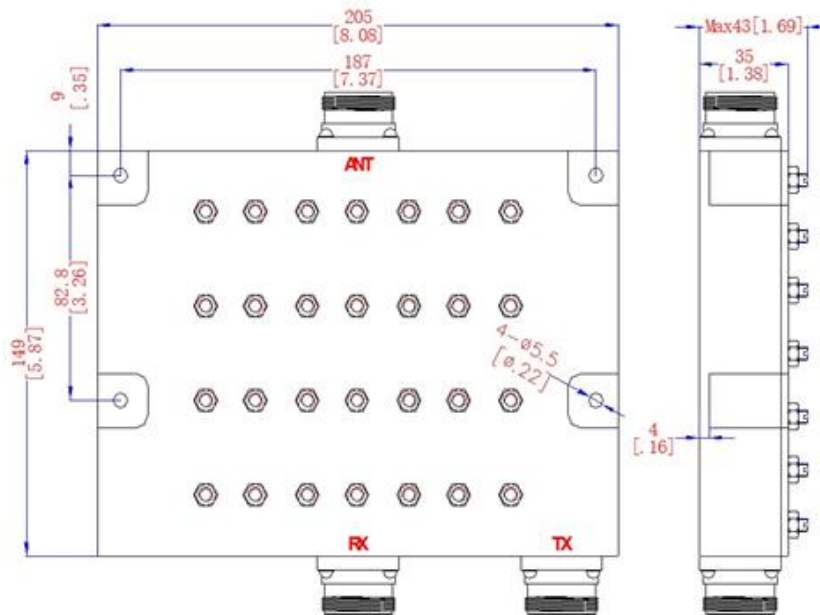 205
[8.08]
Max43[1.69]
187
[7.37]
35
[1.38]
9
[.35]
ANT
82.8
[3.26]
149
[5.87]
4-ø5.5
[ø.22]
4
[.16]
RX
TX